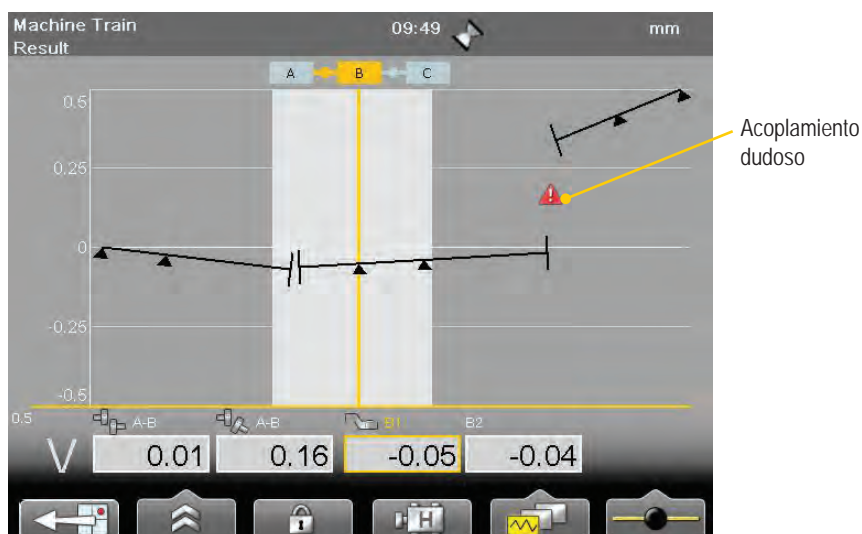 Machine Train
Result
09:49
mm
A
B
C
0.5
0.25
0
-0.25
-0.5
Acoplamiento
dudoso
0.5
A-B
A-B
B1
B2
V
0.01
0.16
-0.05
-0.04
H